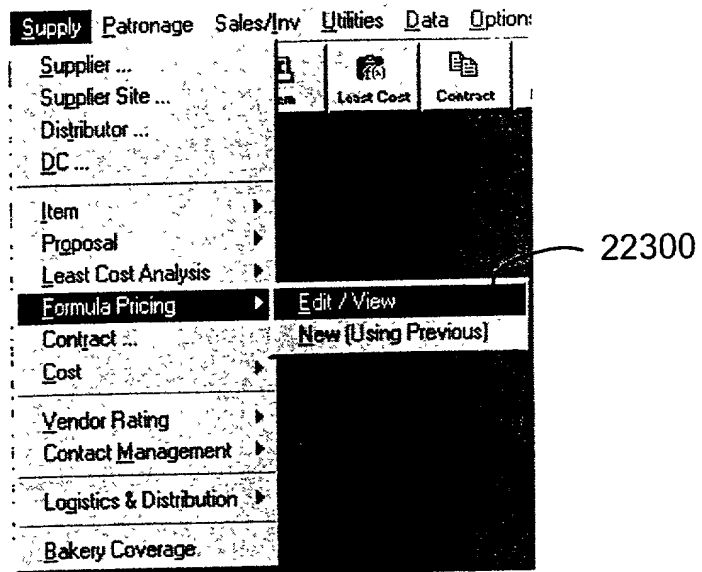 Supply Patronage Sales/Inv Utilities Data Option
Supplier ...
Supplier Site ...
Distributor ...
DC ...
Least Cost Contract
Item
Proposal
Least Cost Analysis
22300
Formula Pricing
Edit / View
Contract ...
New (Using Previous)
Cost
Vendor Rating
Contact Management
Logistics & Distribution
Bakery Coverage